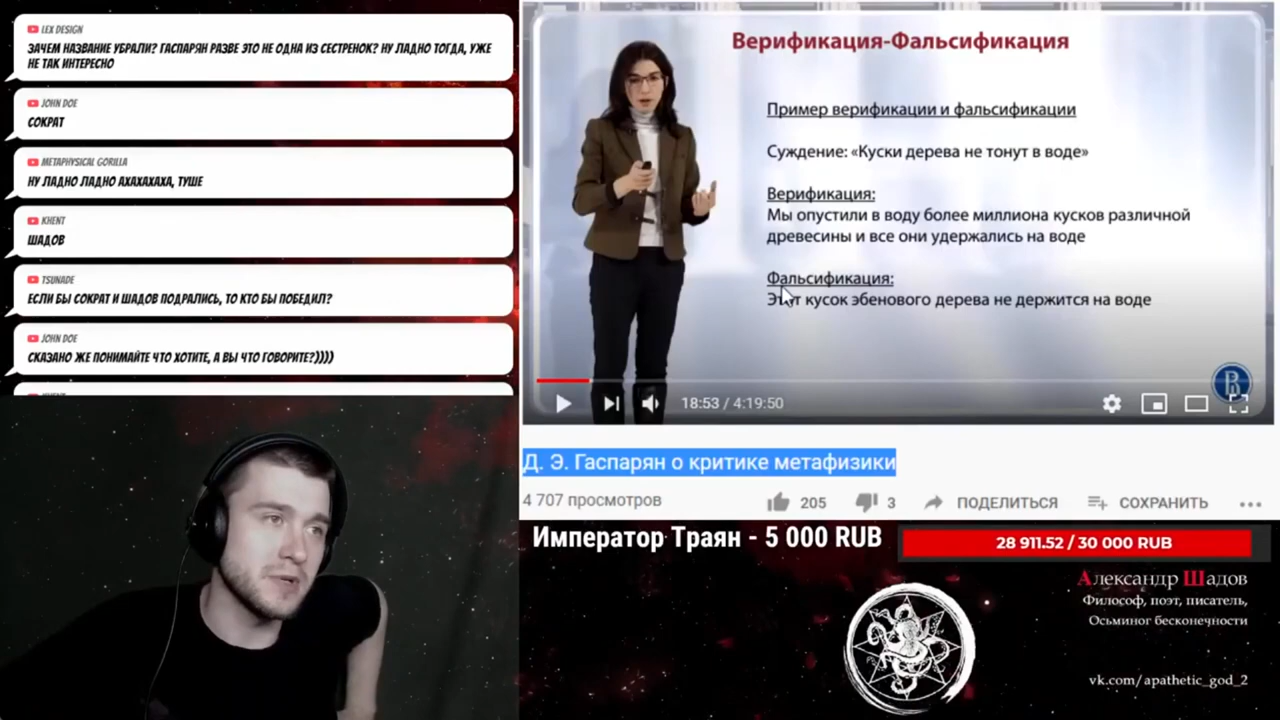 LEX DESIGN
ЗАЧЕМ НАЗВАНИЕ УБРАЛИ? ГАСПАРЯН РАЗВЕ ЭТО НЕ ОДНА ИЗ СЕСТРЕНОК? НУ ЛАДНО ТОГДА, УЖЕ
НЕ ТАК ИНТЕРЕСНО
JOHN DOE
СОКРАТ
METAPHYSICAL GORILLA
НУ ЛАДНО ЛАДНО АХАХАХАХА, ТУШЕ
KHENT
ШАДОВ
TSUNADE
ЕСЛИ БЫ СОКРАТ И ШАДОВ ПОДРАЛИСЬ, ТО КТО БЫ ПОБЕДИЛ?
JOHN DOE
СКАЗАНО ЖЕ ПОНИМАЙТЕ ЧТО ХОТИТЕ, А ВЫ ЧТО ГОВОРИТЕ?))))
Верификация-Фальсификация
Пример верификации и фальсификации
Суждение: «Куски дерева не тонут в воде»
Верификация:
Мы опустили в воду более миллиона кусков различной
древесины и все они удержались на воде
Фальсификация:
Этот кусок эбенового дерева не держится на воде
18:53 / 4:19:50
Д. Э. Гаспарян о критике метафизики
4 707 просмотров
205
3
ПОДЕЛИТЬСЯ
СОХРАНИТЬ
Император Траян - 5 000 RUB
28 911.52 / 30 000 RUB
Александр Шадов
Философ, поэт, писатель,
Осьминог бесконечности
vk.com/apathetic_god_2